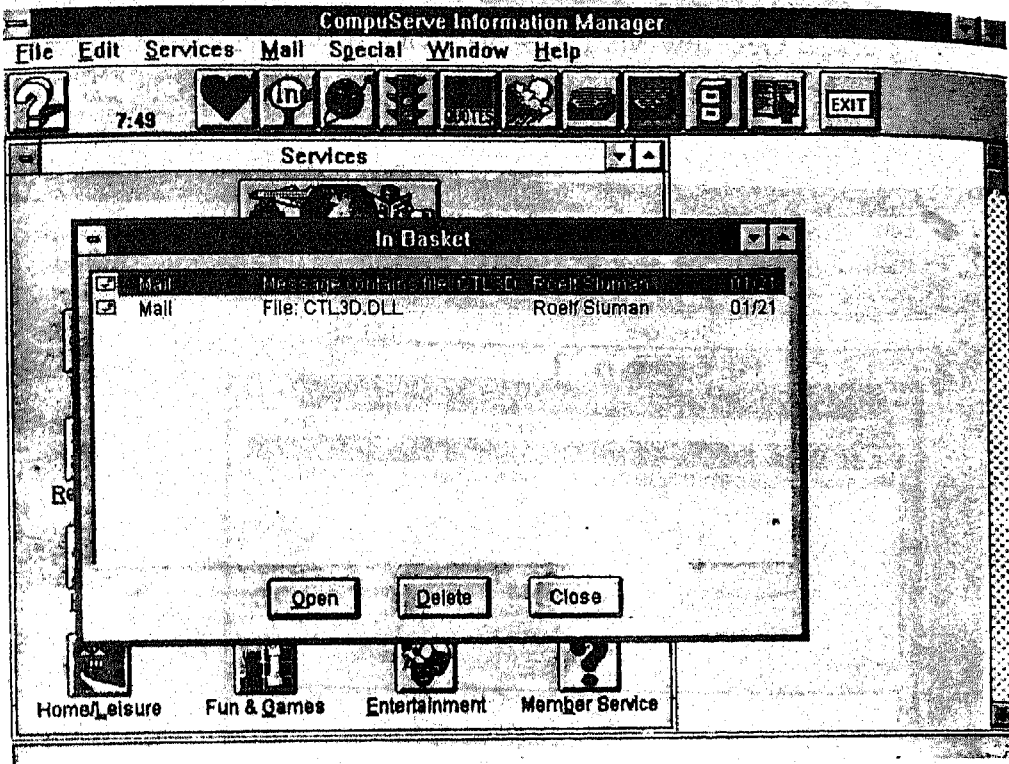 CompuServe Information Manager
File Edit Services Mail Special Window Help
7:49 In QUOTES EXIT
Services
In Basket
Mail Message contains file: CTL3D. Roelf Sluman 01/21
Mail File: CTL3D.DLL Roelf Sluman 01/21
Re
Open Delete Close
Home/Leisure Fun & Games Entertainment Member Service